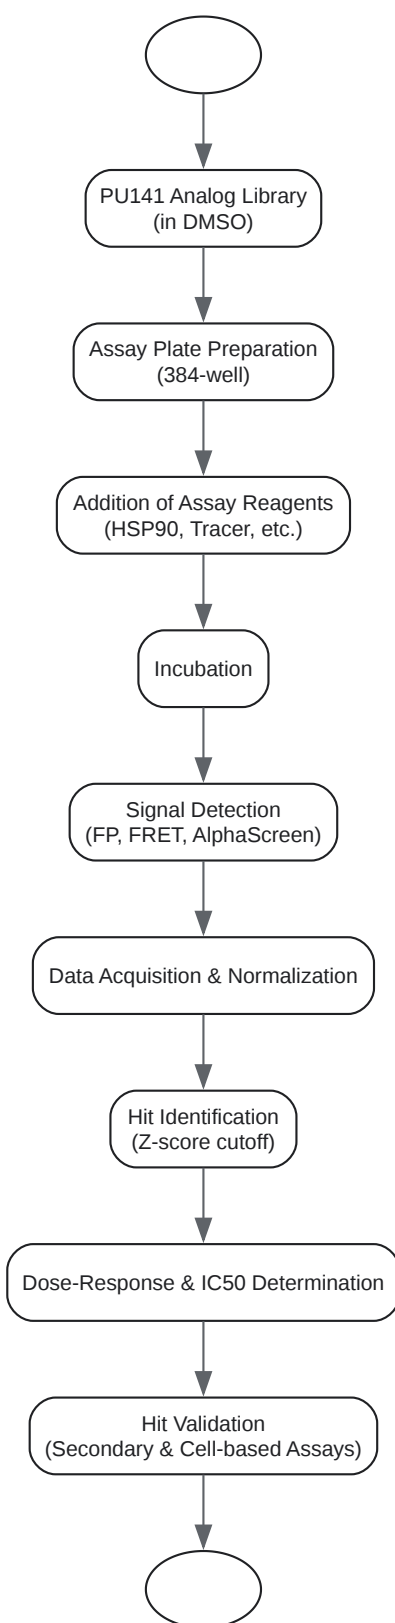 PU141 Analog Library
(in DMSO)
Assay Plate Preparation
(384-well)
Addition of Assay Reagents
(HSP90, Tracer, etc.)
Incubation
Signal Detection
(FP, FRET, AlphaScreen)
Data Acquisition & Normalization
Hit Identification
(Z-score cutoff)
Dose-Response & IC50 Determination
Hit Validation
(Secondary & Cell-based Assays)